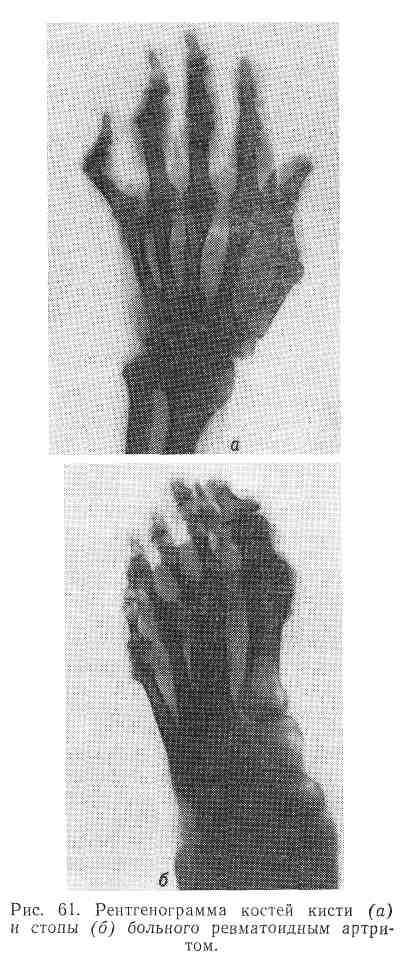 а
б
Рис. 61. Рентгенограмма костей кисти (а)
и стопы (б) больного ревматоидным артри-
том.